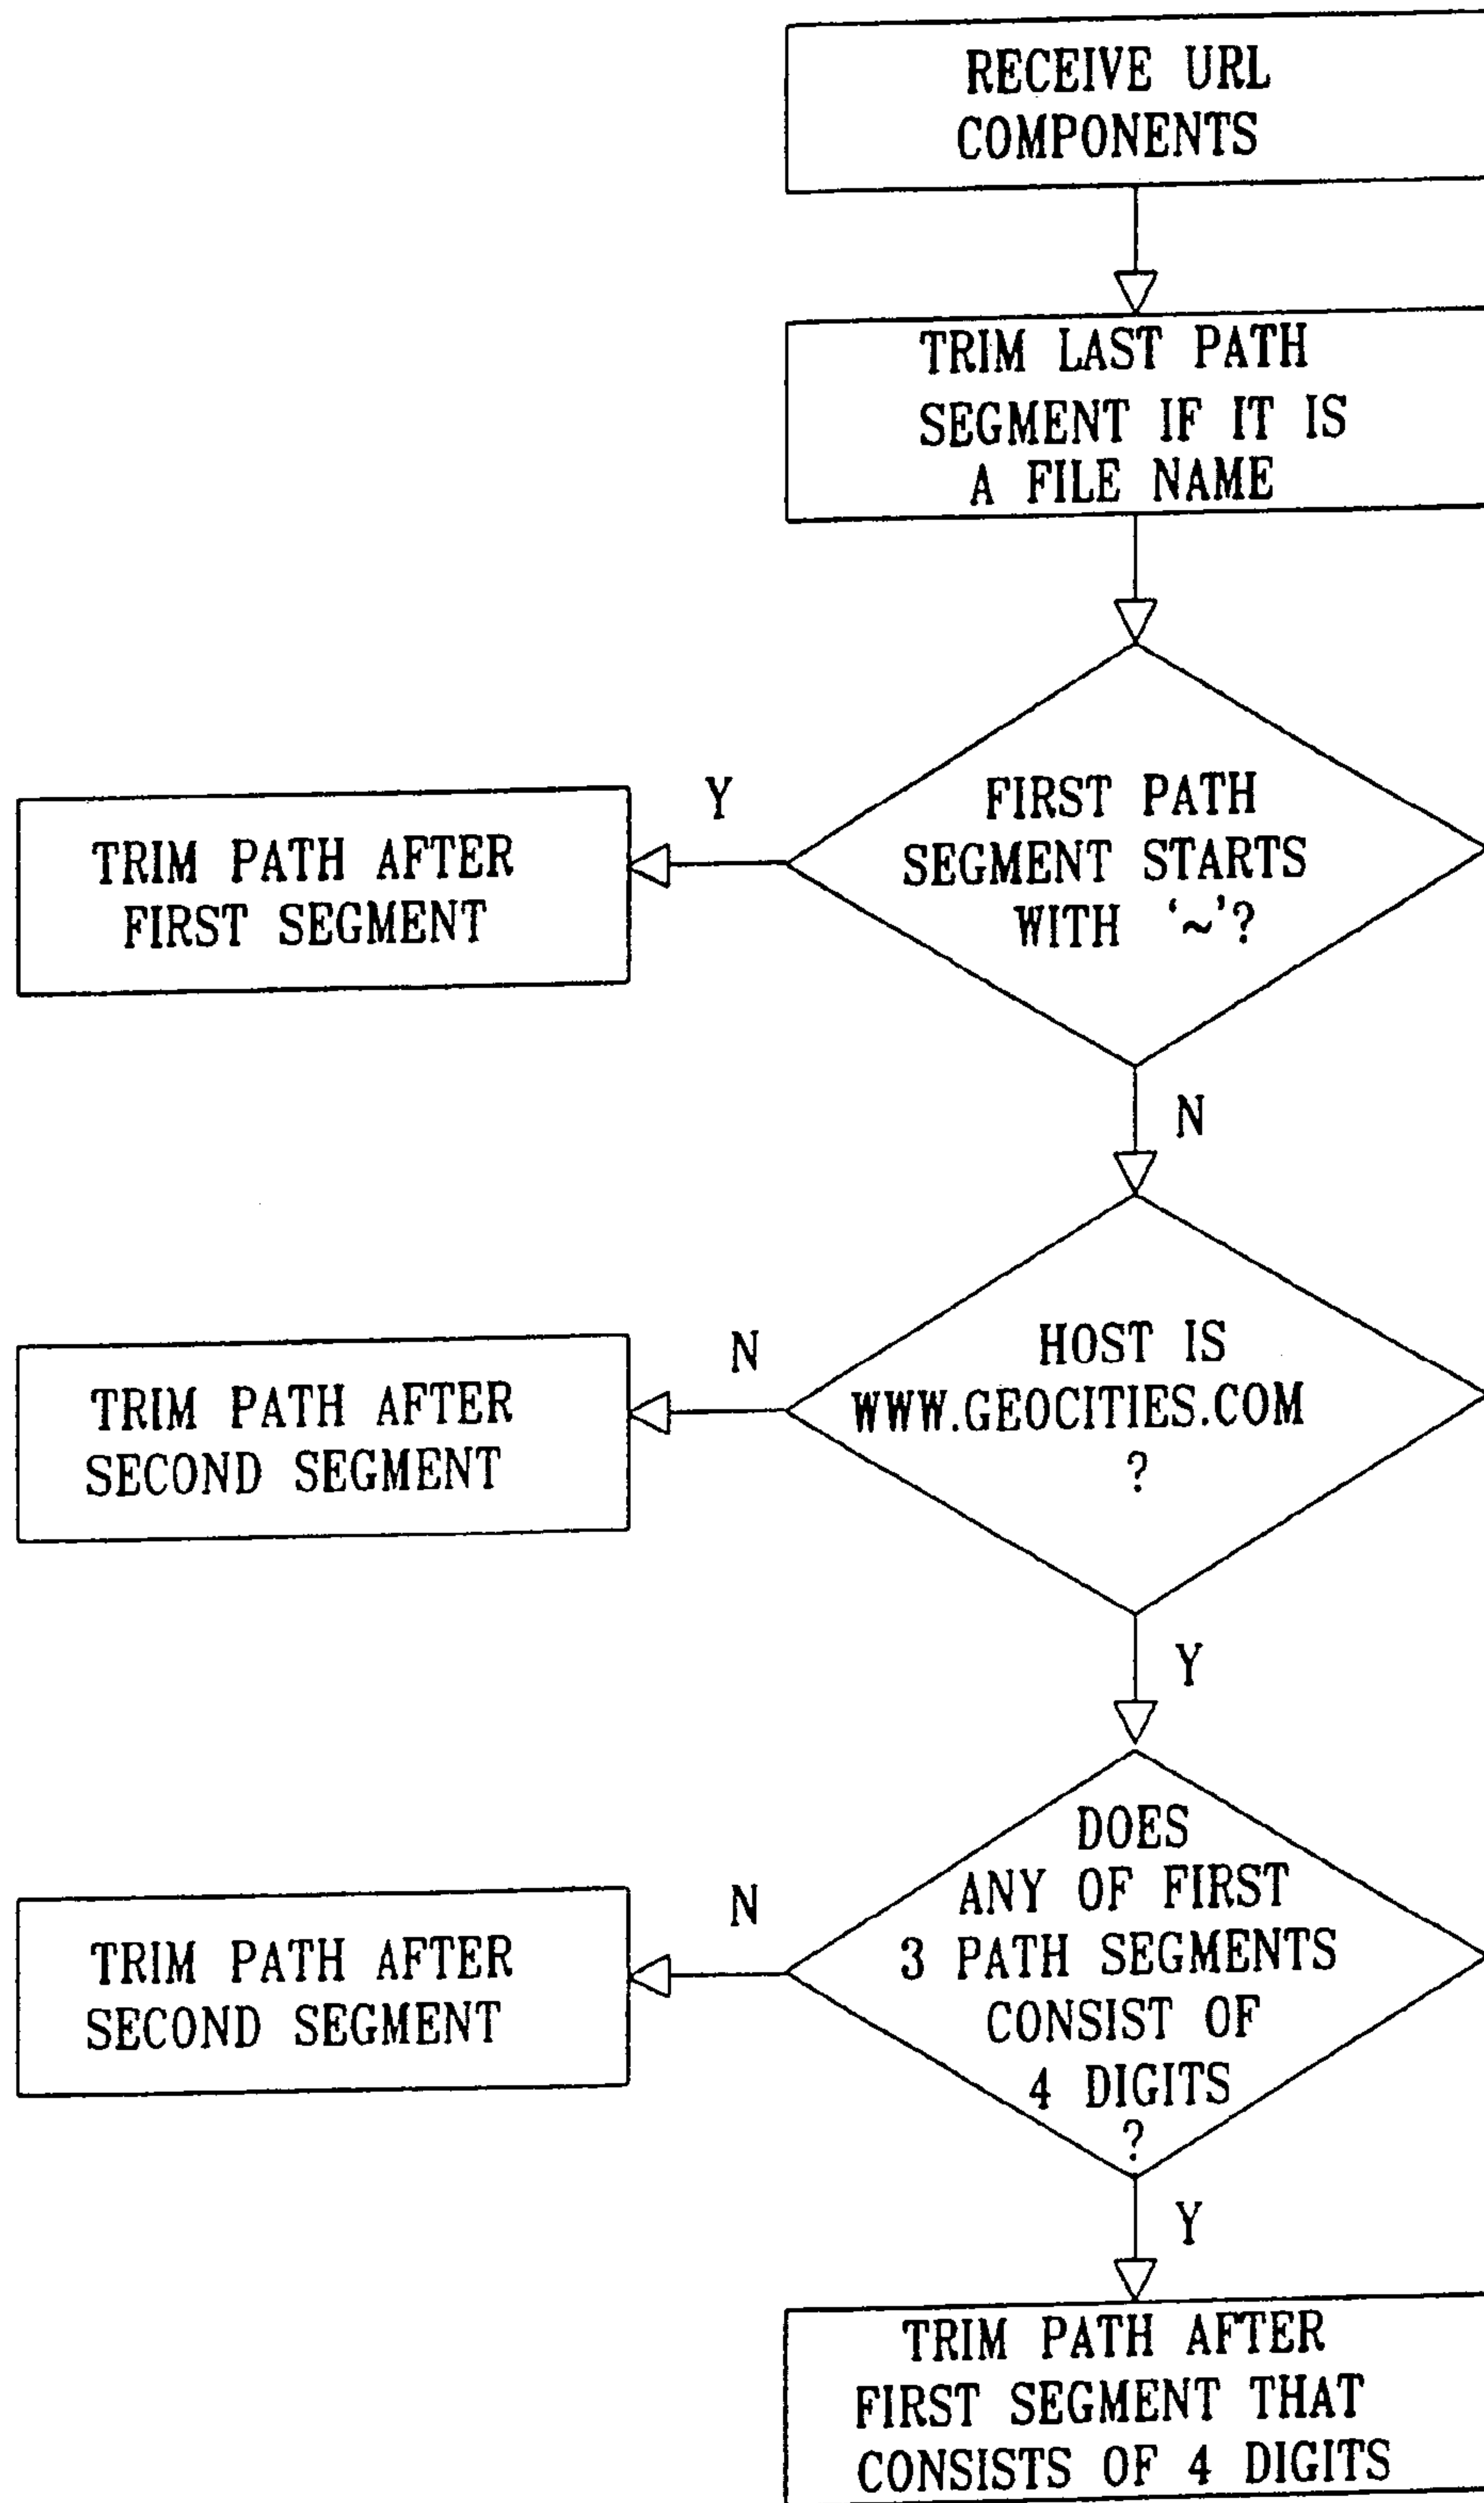 RECEIVE URL
COMPONENTS
TRIM LAST PATH
SEGMENT IF IT IS
A FILE NAME
FIRST PATH
SEGMENT STARTS
WITH '~'?
Y
TRIM PATH AFTER
FIRST SEGMENT
N
HOST IS
WWW.GEOCITIES.COM
?
N
TRIM PATH AFTER
SECOND SEGMENT
Y
DOES
ANY OF FIRST
3 PATH SEGMENTS
CONSIST OF
4 DIGITS
?
N
TRIM PATH AFTER
SECOND SEGMENT
Y
TRIM PATH AFTER
FIRST SEGMENT THAT
CONSISTS OF 4 DIGITS